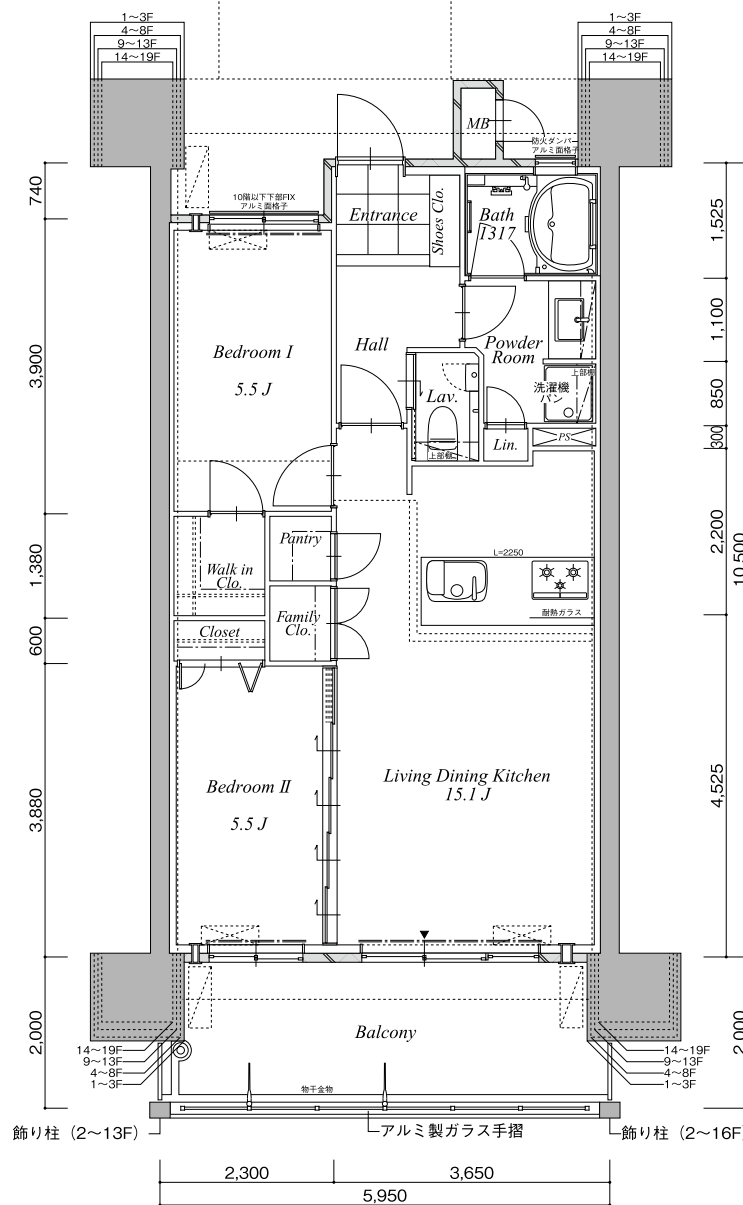 1～3F
4～8F
9～13F
14～19F
1～3F
4～8F
9～13F
14～19F
MB
防火ダンパー
アルミ面格子
740
10階以下下部FIX
アルミ面格子
Entrance
Shoes Clo.
Bath
1317
1,525
3,900
Bedroom I
5.5 J
Hall
Powder
Room
1,100
上部棚
洗濯機
パン
850
Lav.
上部棚
Lin.
PS
300
1,380
Walk in
Clo.
Pantry
L=2250
2,200
10,500
耐熱ガラス
600
Closet
Family
Clo.
3,880
Bedroom II
5.5 J
Living Dining Kitchen
15.1 J
4,525
2,000
Balcony
2,000
14～19F
9～13F
4～8F
1～3F
14～19F
9～13F
4～8F
1～3F
物干金物
飾り柱（2～13F）
アルミ製ガラス手摺
飾り柱（2～16F）
2,300
3,650
5,950